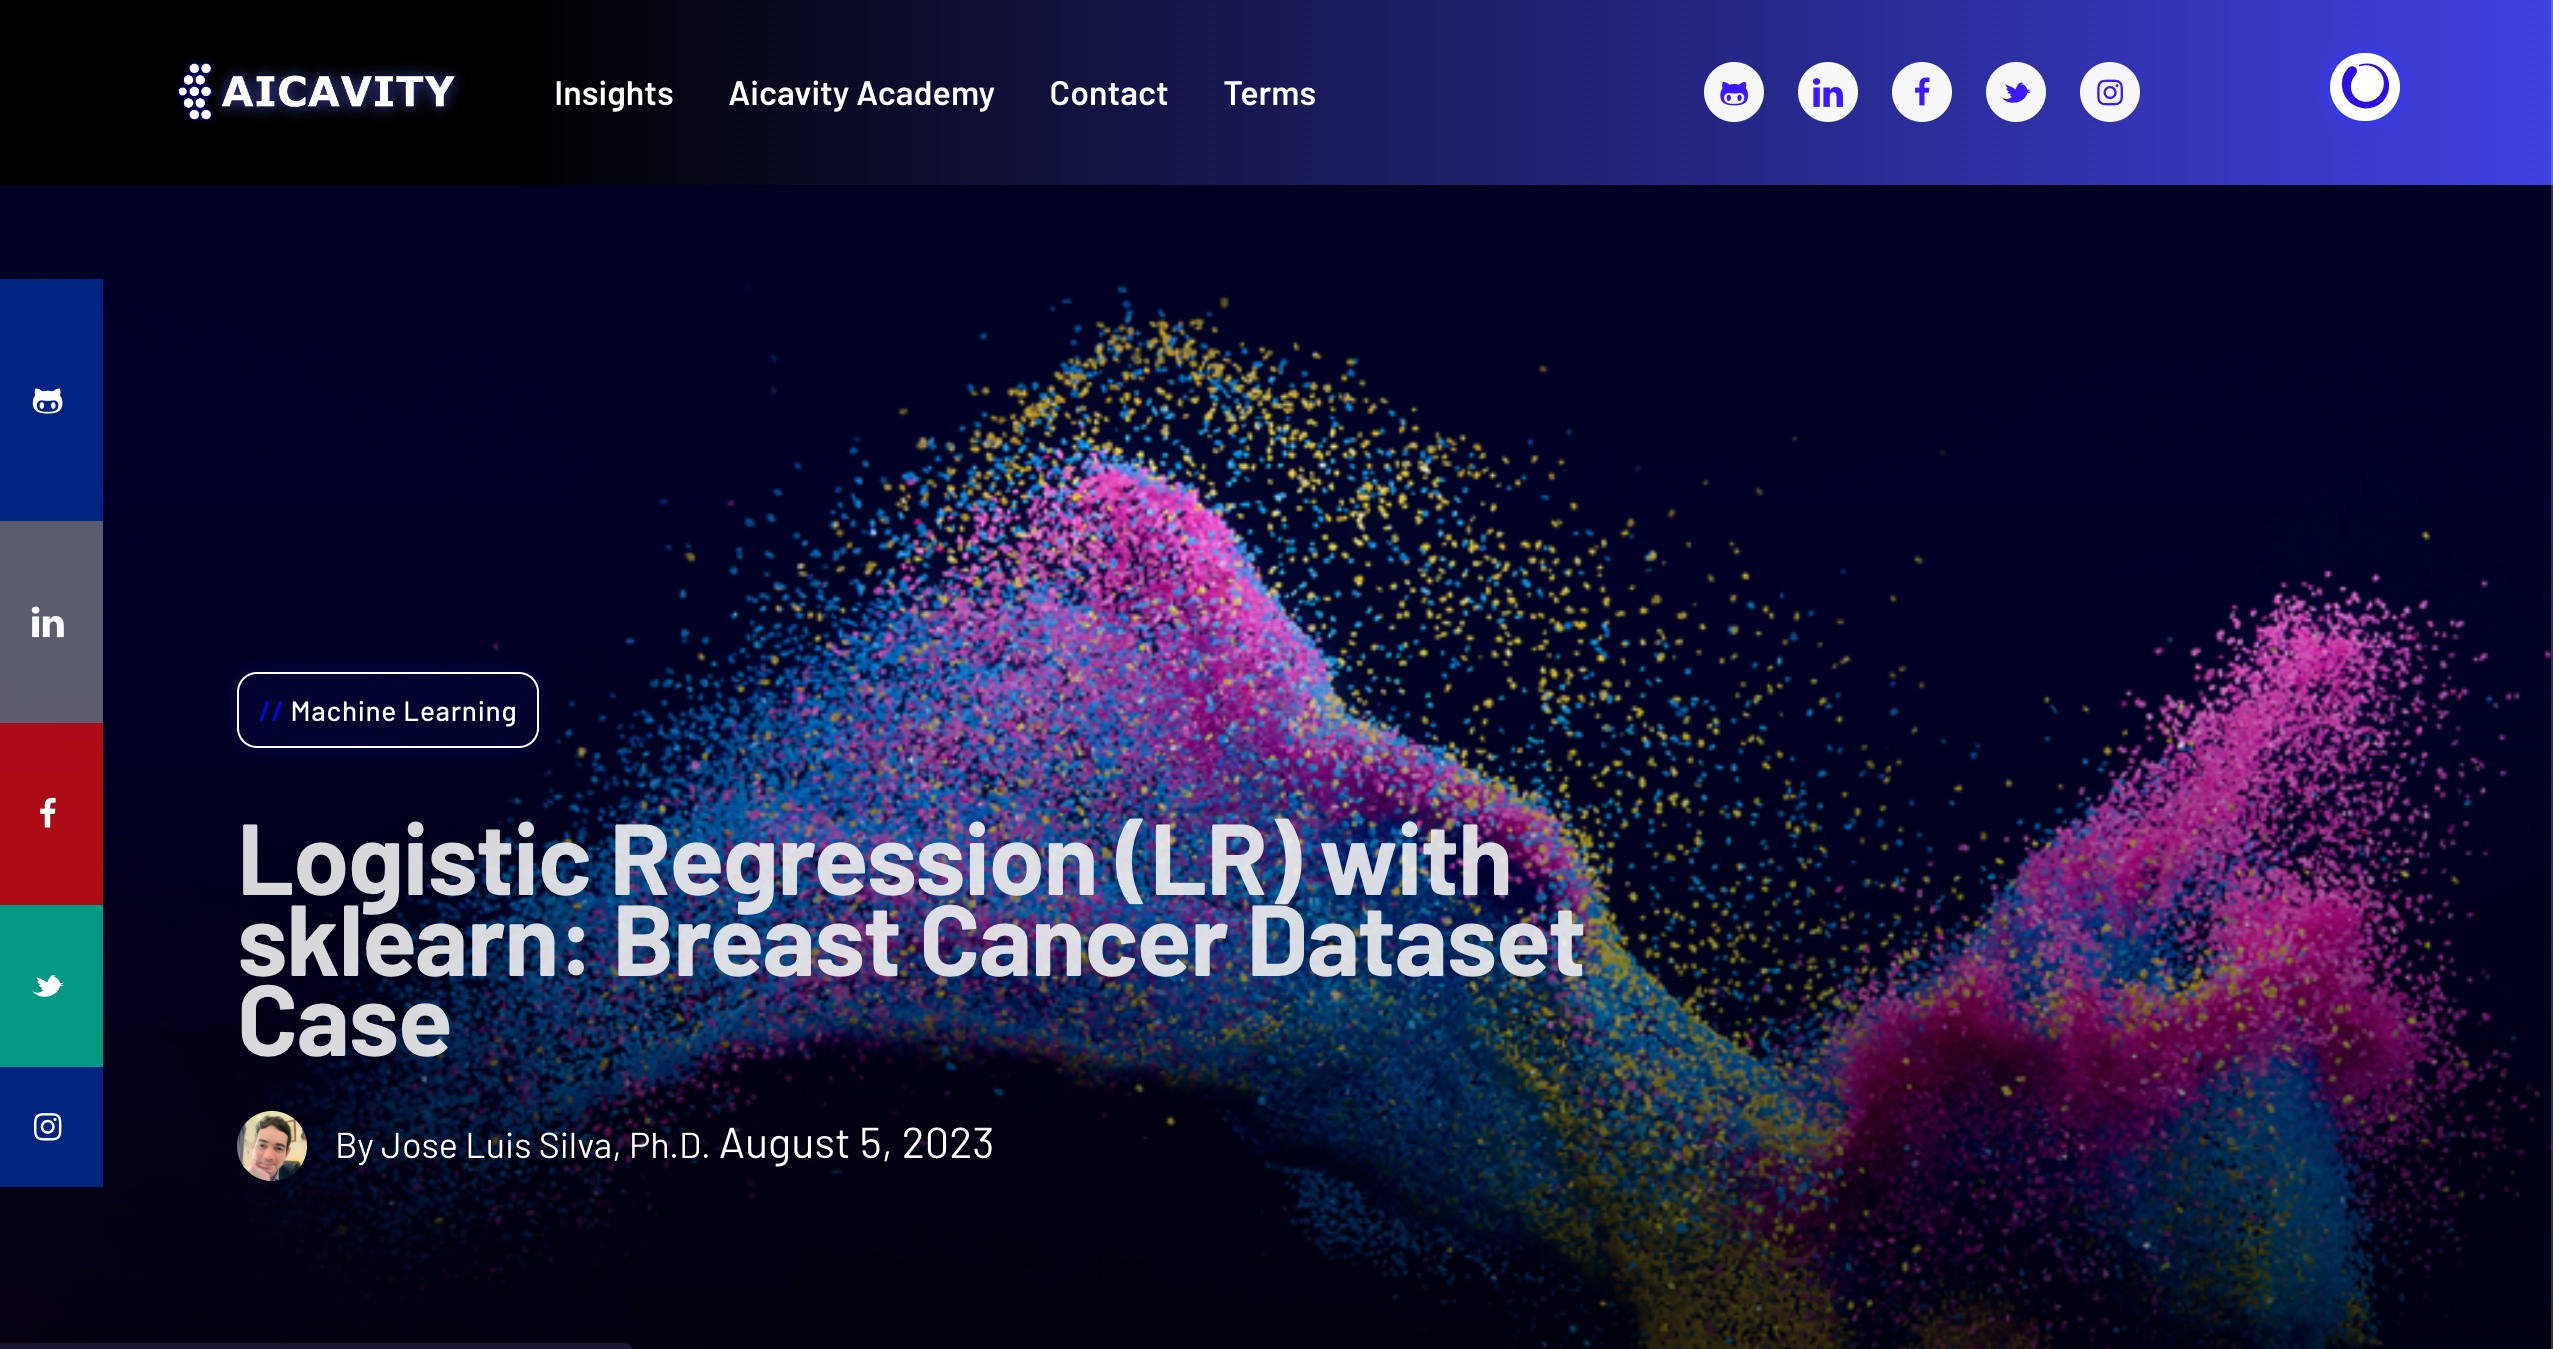 AICAVITY
Insights
Aicavity Academy
Contact
Terms
// Machine Learning
Logistic Regression (LR) with
sklearn: Breast Cancer Dataset
Case
By Jose Luis Silva, Ph.D. August 5, 2023